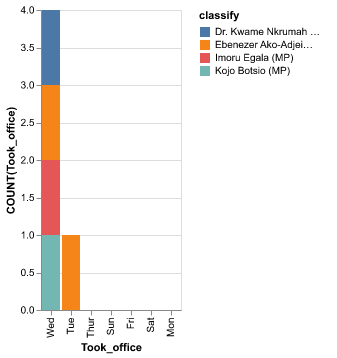 classify
Dr. Kwame Nkrumah …
Ebenezer Ako-Adjei…
Imoru Egala (MP)
Kojo Botsio (MP)
COUNT(Took_office)
4.0
3.5
3.0
2.5
2.0
1.5
1.0
0.5
0.0
Wed
Tue
Thur
Sun
Fri
Sat
Mon
Took_office